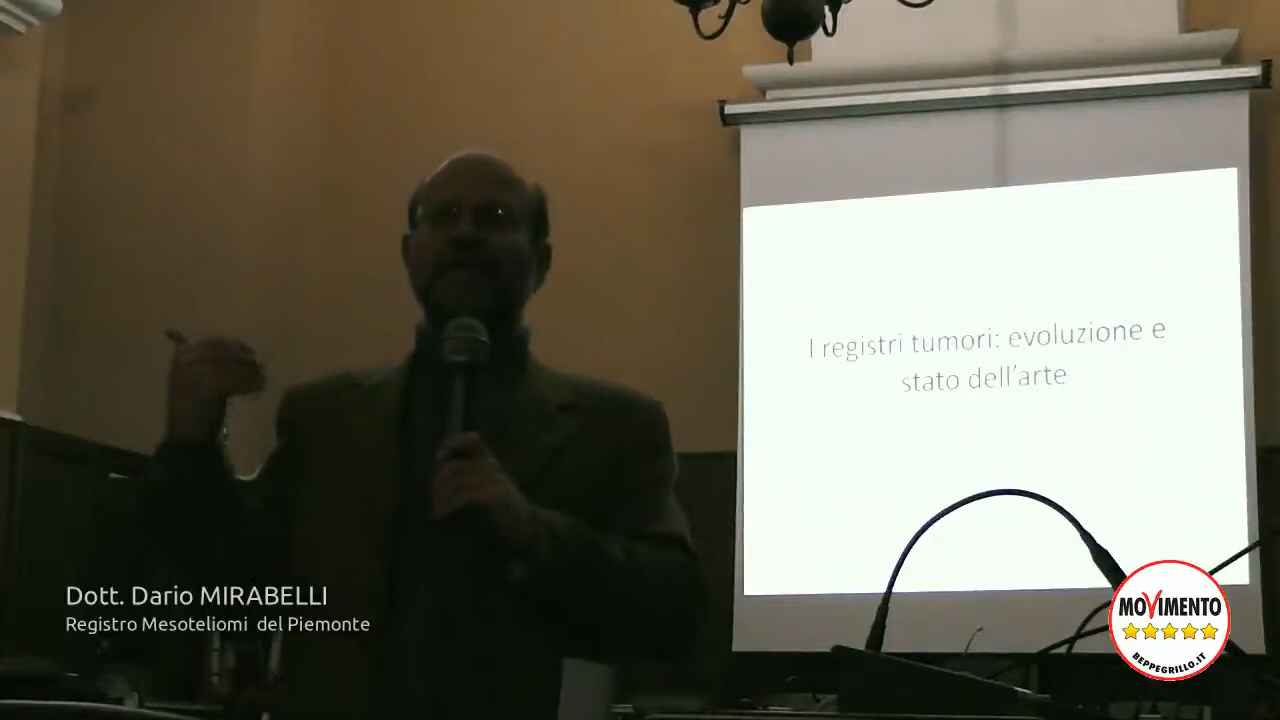 I registri tumori: evoluzione e
stato dell'arte
Dott. Dario MIRABELLI
Registro Mesoteliomi del Piemonte
MOVIMENTO
BEPPEGRILLO.IT